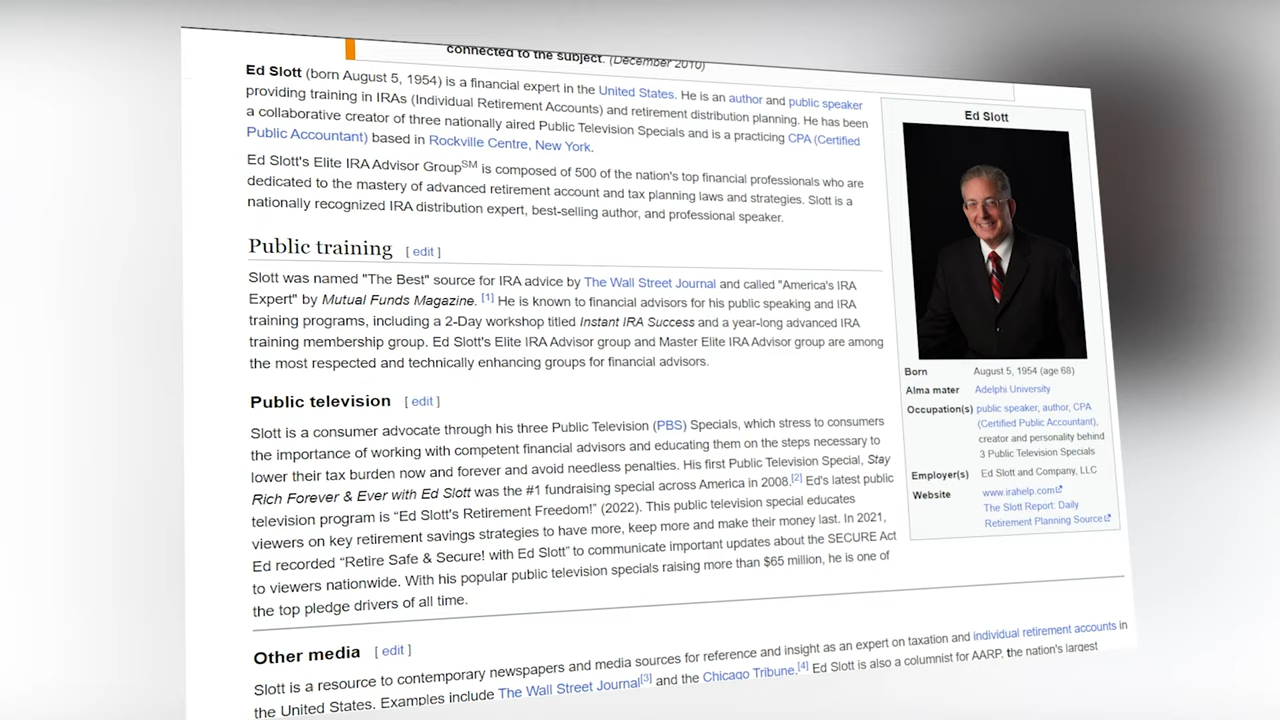 connected to the subject. (December 2010)
Ed Slott (born August 5, 1954) is a financial expert in the United States. He is an author and public speaker
providing training in IRAs (Individual Retirement Accounts) and retirement distribution planning. He has been
a collaborative creator of three nationally aired Public Television Specials and is a practicing CPA (Certified
Public Accountant) based in Rockville Centre, New York.
Ed Slott's Elite IRA Advisor GroupSM is composed of 500 of the nation's top financial professionals who are
dedicated to the mastery of advanced retirement account and tax planning laws and strategies. Slott is a
nationally recognized IRA distribution expert, best-selling author, and professional speaker.
Public training [ edit ]
Slott was named "The Best" source for IRA advice by The Wall Street Journal and called "America's IRA
Expert" by Mutual Funds Magazine. [1] He is known to financial advisors for his public speaking and IRA
training programs, including a 2-Day workshop titled Instant IRA Success and a year-long advanced IRA
training membership group. Ed Slott's Elite IRA Advisor group and Master Elite IRA Advisor group are among
the most respected and technically enhancing groups for financial advisors.
Public television [ edit ]
Slott is a consumer advocate through his three Public Television (PBS) Specials, which stress to consumers
the importance of working with competent financial advisors and educating them on the steps necessary to
lower their tax burden now and forever and avoid needless penalties. His first Public Television Special, Stay
Rich Forever & Ever with Ed Slott was the #1 fundraising special across America in 2008.[2] Ed's latest public
television program is “Ed Slott's Retirement Freedom!” (2022). This public television special educates
viewers on key retirement savings strategies to have more, keep more and make their money last. In 2021,
Ed recorded “Retire Safe & Secure! with Ed Slott” to communicate important updates about the SECURE Act
to viewers nationwide. With his popular public television specials raising more than $65 million, he is one of
the top pledge drivers of all time.
Other media [ edit ]
Slott is a resource to contemporary newspapers and media sources for reference and insight as an expert on taxation and individual retirement accounts in
the United States. Examples include The Wall Street Journal[3] and the Chicago Tribune.[4] Ed Slott is also a columnist for AARP, the nation's largest
Ed Slott
Born August 5, 1954 (age 68)
Alma mater Adelphi University
Occupation(s) public speaker, author, CPA
(Certified Public Accountant),
creator and personality behind
3 Public Television Specials
Employer(s) Ed Slott and Company, LLC
Website www.irahelp.com
The Slott Report: Daily
Retirement Planning Source